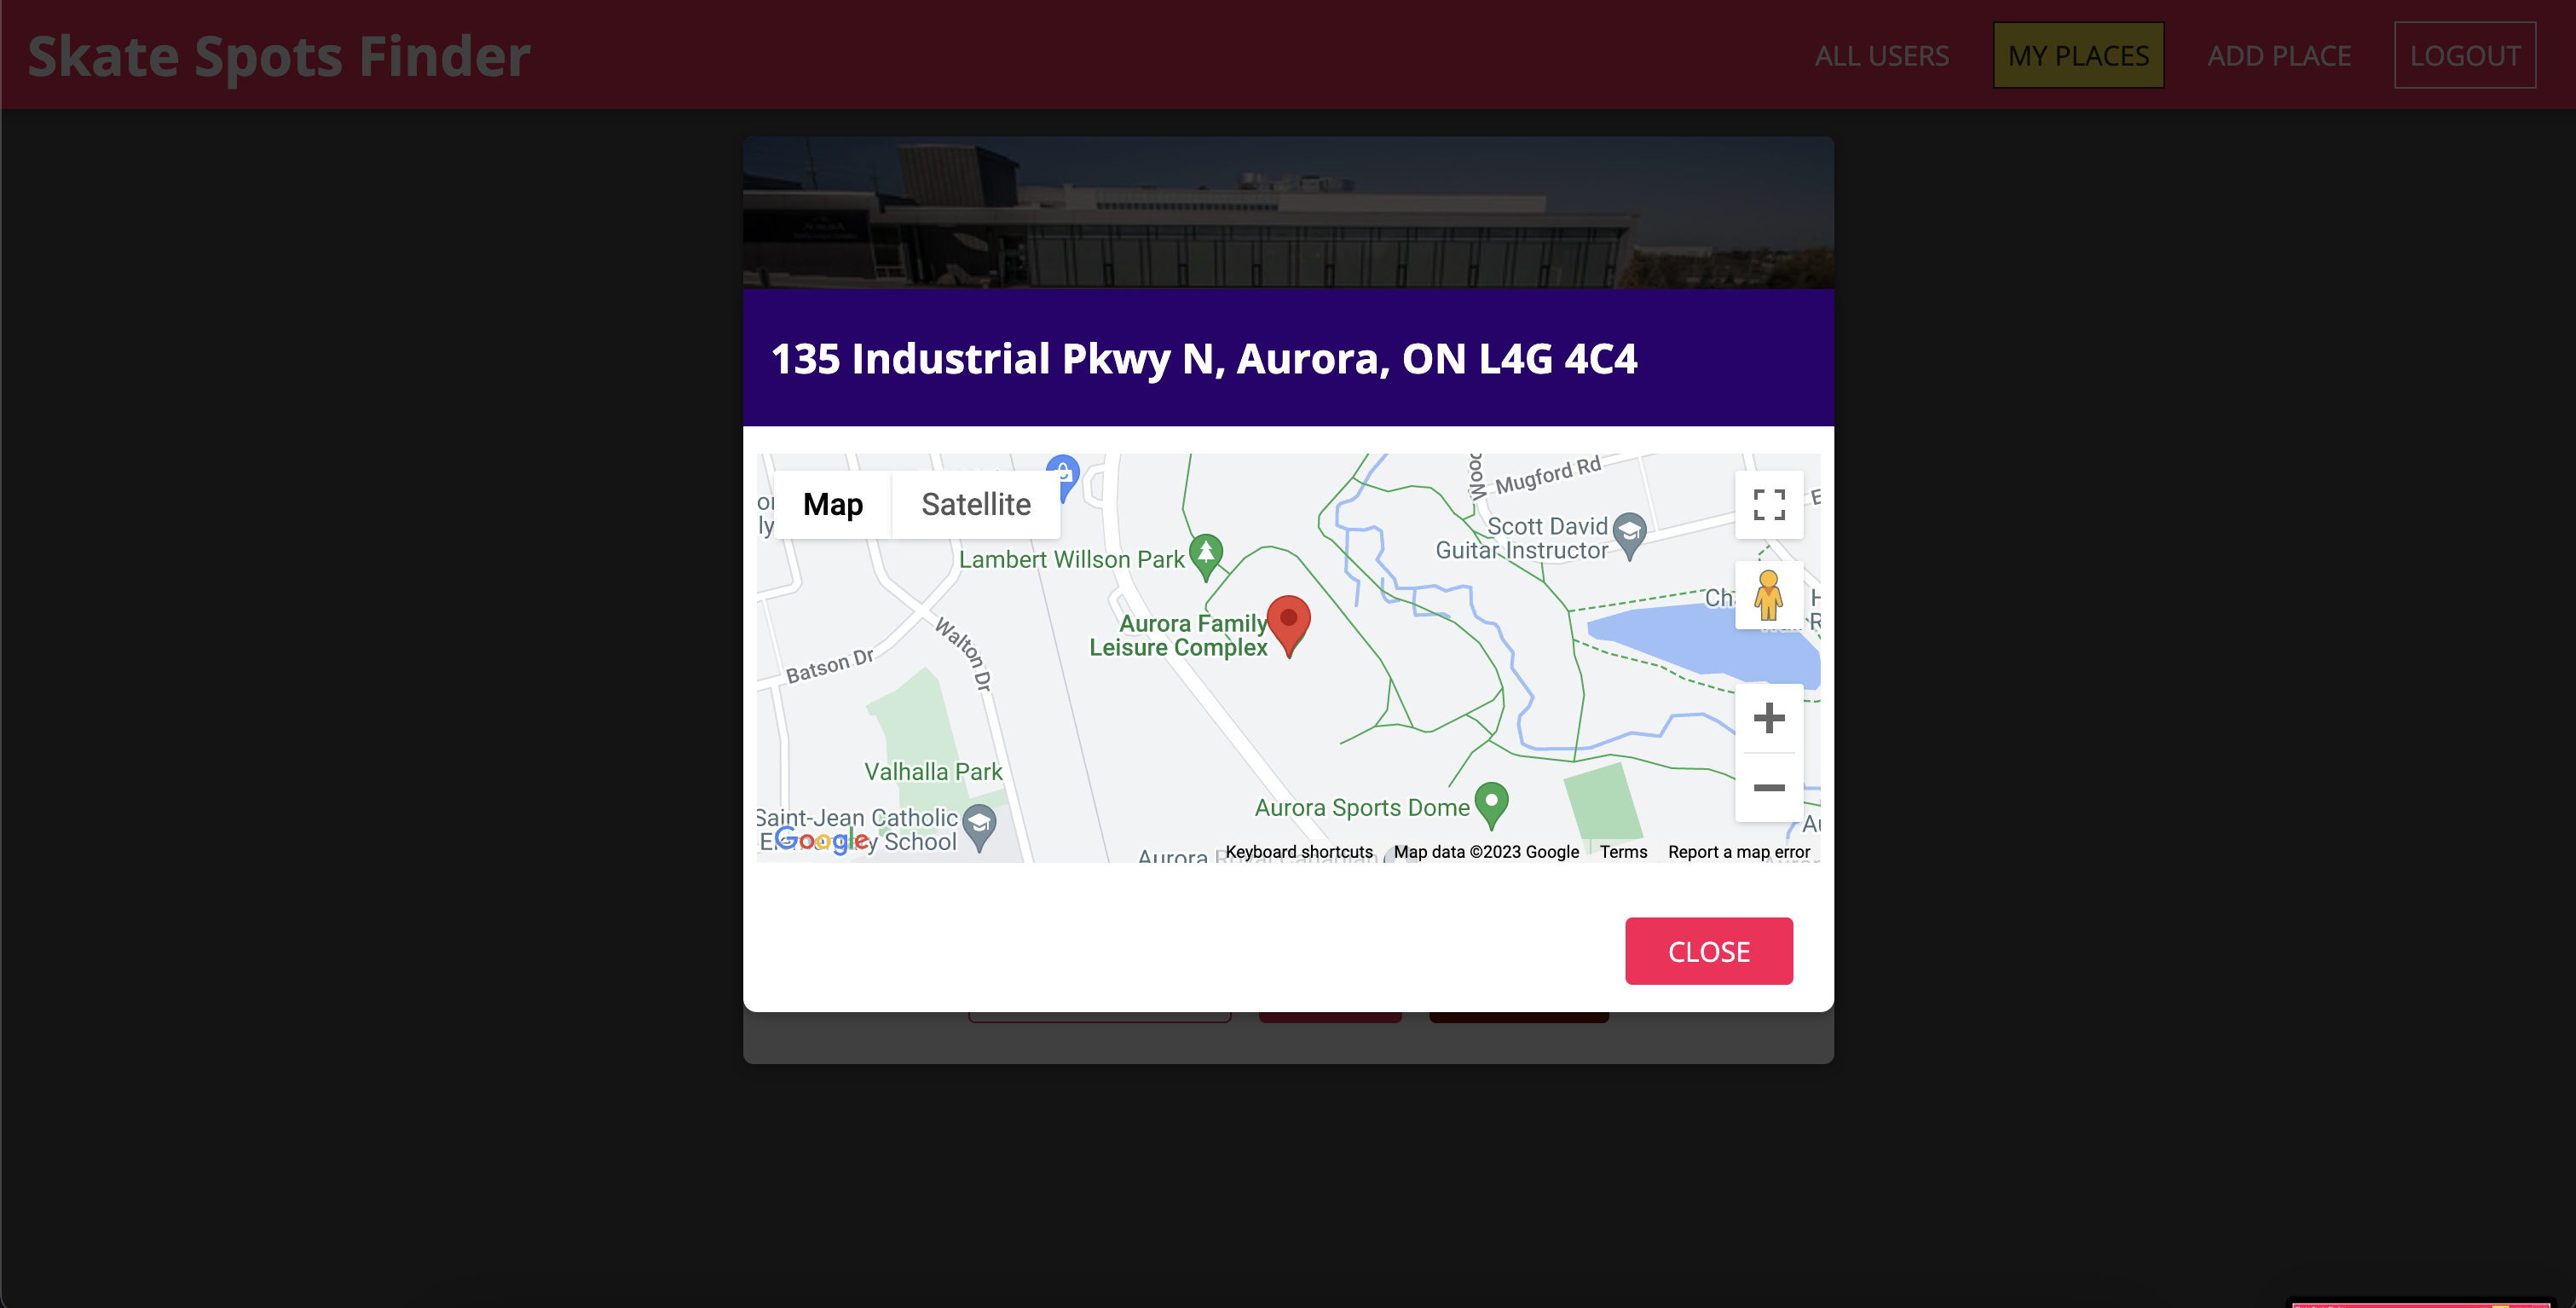 Skate Spots Finder
ALL USERS
MY PLACES
ADD PLACE
LOGOUT
135 Industrial Pkwy N, Aurora, ON L4G 4C4
Map
Satellite
Mugford Rd
Scott David
Guitar Instructor
Lambert Willson Park
Aurora Family
Leisure Complex
Walton Dr
Batson Dr
Valhalla Park
Saint-Jean Catholic
School
Aurora Sports Dome
Google
Aurora
Keyboard shortcuts
Map data ©2023 Google
Terms
Report a map error
CLOSE